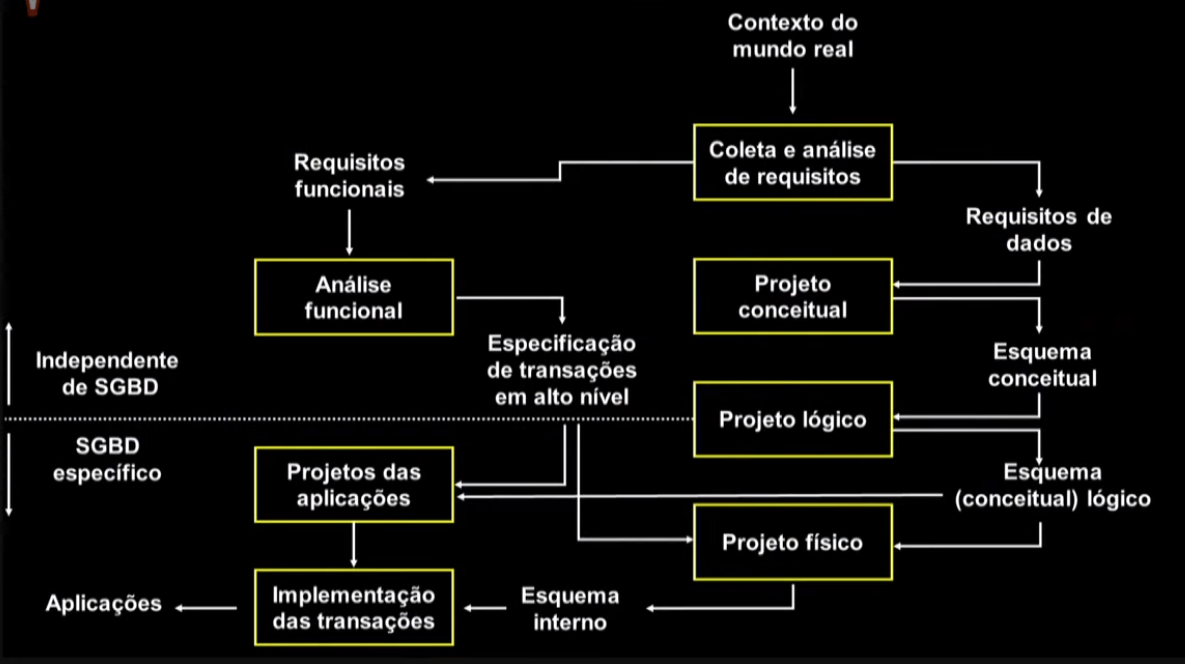 Contexto do
mundo real
Coleta e análise
de requisitos
Requisitos
funcionais
Requisitos de
dados
Análise
funcional
Projeto
conceitual
Especificação
de transações
em alto nível
Esquema
conceitual
Independente
de SGBD
Projeto lógico
SGBD
específico
Projetos das
aplicações
Esquema
(conceitual) lógico
Projeto físico
Aplicações
Implementação
das transações
Esquema
interno